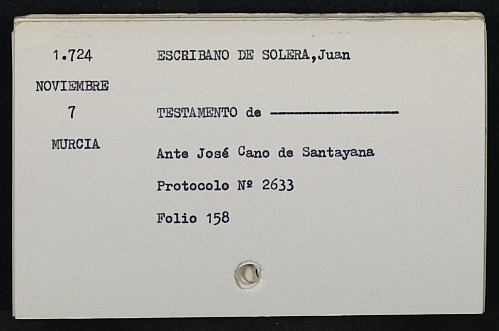 1.724 ESCRIBANO DE SOLERA,Juan
NOVIEMBRE
7 TESTAMENTO de --------------------
MURCIA
Ante José Cano de Santayana
Protocolo Nº 2633
Folio 158